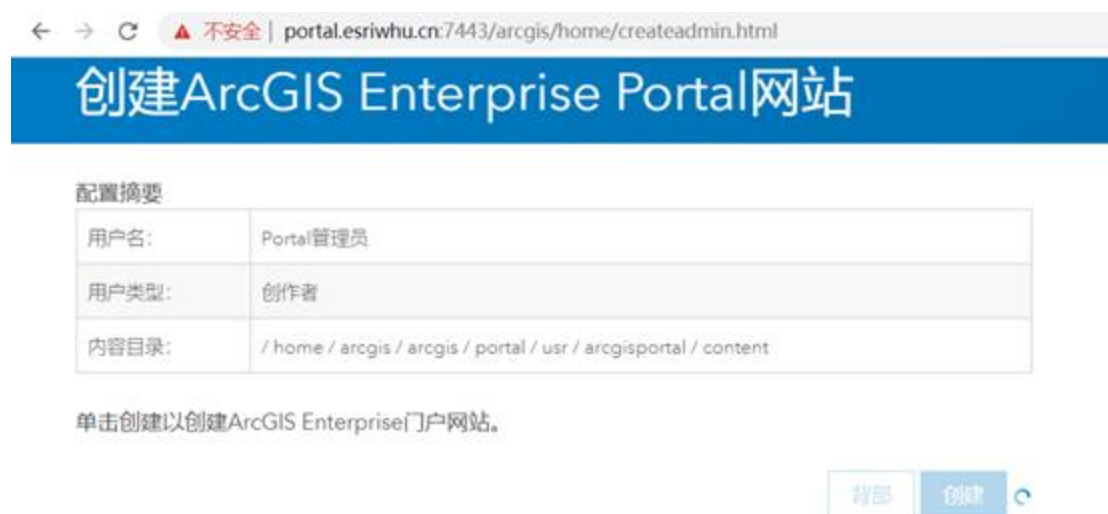 不安全 | portal.esriwhu.cn:7443/arcgis/home/createadmin.html
创建ArcGIS Enterprise Portal网站
配置摘要
用户名: Portal管理员
用户类型: 创作者
内容目录: / home / arcgis / arcgis / portal / usr / arcgisportal / content
单击创建以创建ArcGIS Enterprise门户网站。
背部 创建